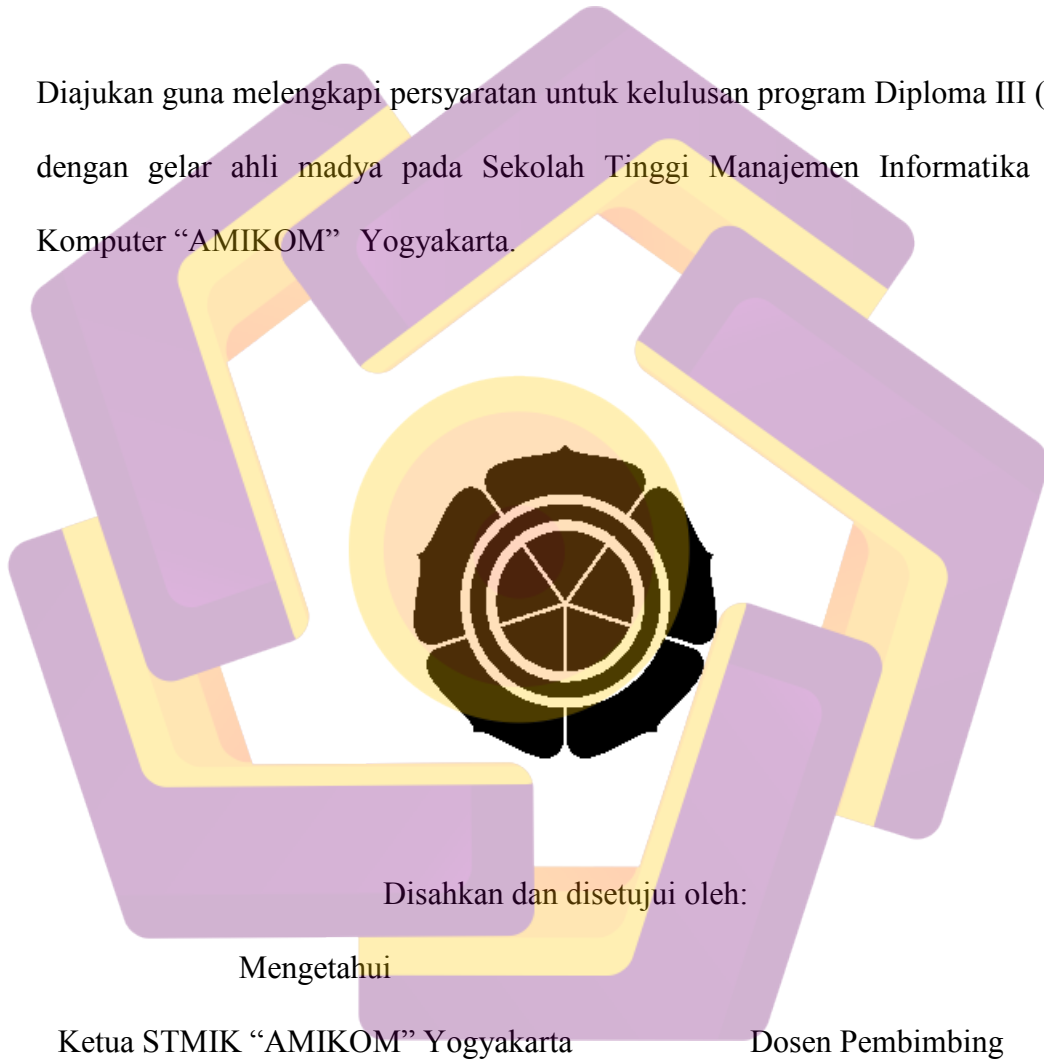 Diajukan guna melengkapi persyaratan untuk kelulusan program Diploma III (
dengan gelar ahli madya pada Sekolah Tinggi Manajemen Informatika
Komputer “AMIKOM” Yogyakarta.
Disahkan dan disetujui oleh:
Mengetahui
Ketua STMIK “AMIKOM” Yogyakarta Dosen Pembimbing